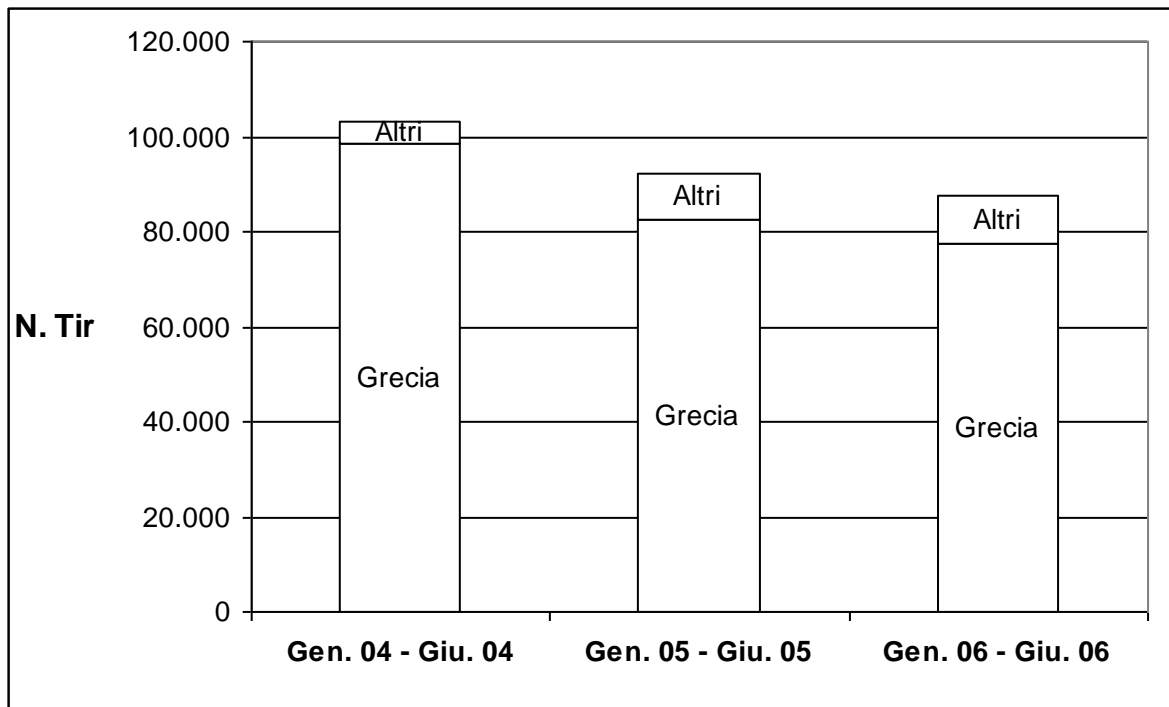 120.000
100.000
80.000
60.000
40.000
20.000
0
N. Tir
Altri
Grecia
Altri
Grecia
Altri
Grecia
Gen. 04 - Giu. 04
Gen. 05 - Giu. 05
Gen. 06 - Giu. 06